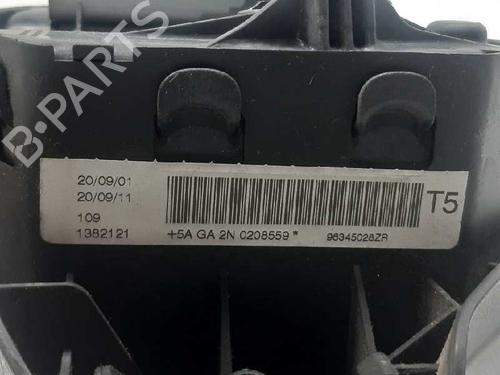 B-PARTS
20/09/01
20/09/11
109
1382121
+5A GA 2N 0208559 *
96345028ZR
T5